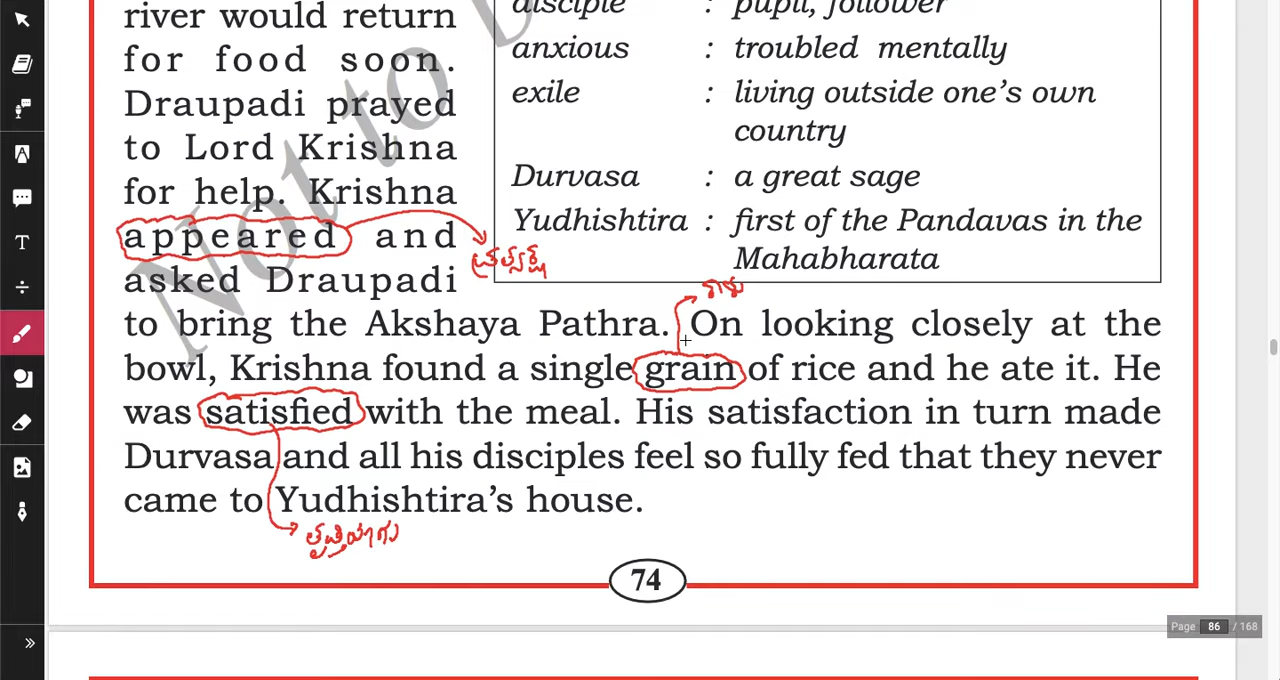 river would return
for food soon.
Draupadi prayed
to Lord Krishna
for help. Krishna
appeared and
asked Draupadi
to bring the Akshaya Pathra. On looking closely at the
bowl, Krishna found a single grain of rice and he ate it. He
was satisfied with the meal. His satisfaction in turn made
Durvasa and all his disciples feel so fully fed that they never
came to Yudhishtira's house.
disciple : pupil, follower
anxious : troubled mentally
exile : living outside one's own
country
Durvasa : a great sage
Yudhishtira : first of the Pandavas in the
Mahabharata
Not to b
74
Page 86 / 168